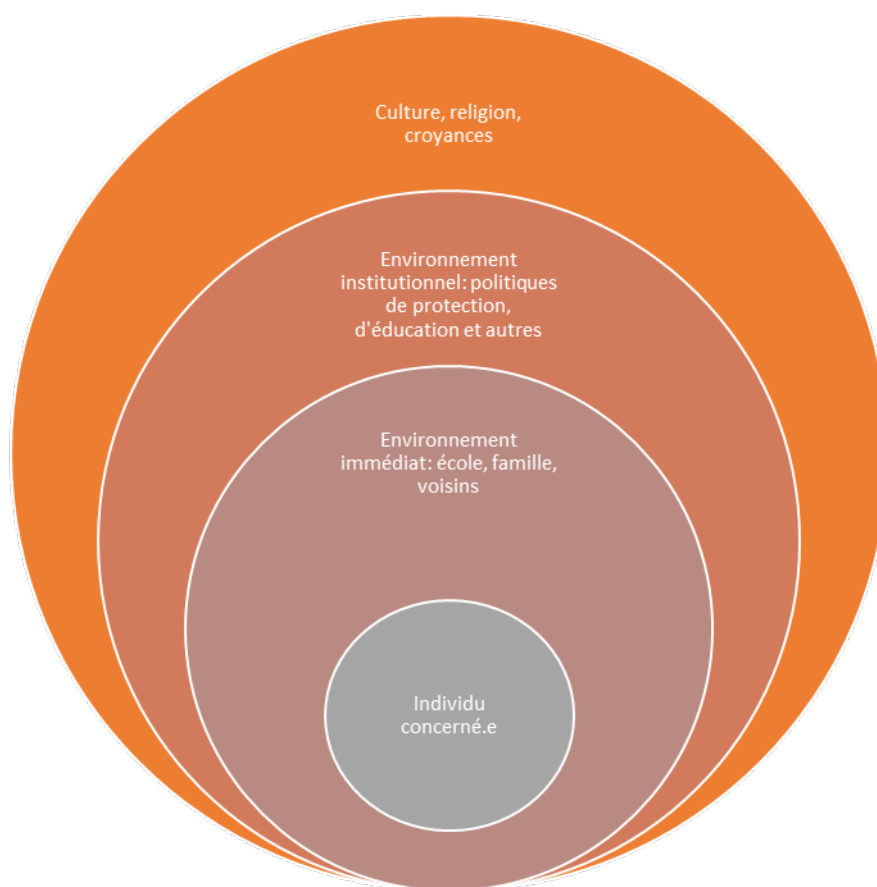 Culture, religion,
croyances
Environnement
institutionnel: politiques
de protection,
d'éducation et autres
Environnement
immédiat: école, famille,
voisins
Individu
concerné.e